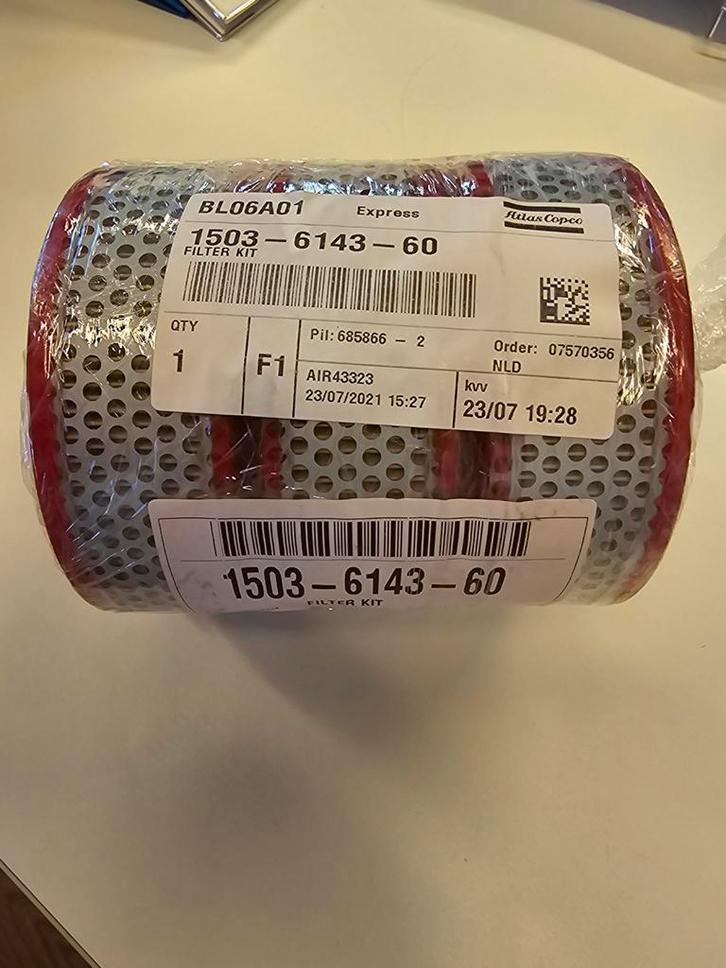 BL06A01 Express Atlas Copco
1503-6143-60
FILTER KIT
QTY
1
F1
Pil: 685866 - 2
Order: 07570356
NLD
AIR43323
23/07/2021 15:27
kvv
23/07 19:28
1503-6143-60
FILTER KIT